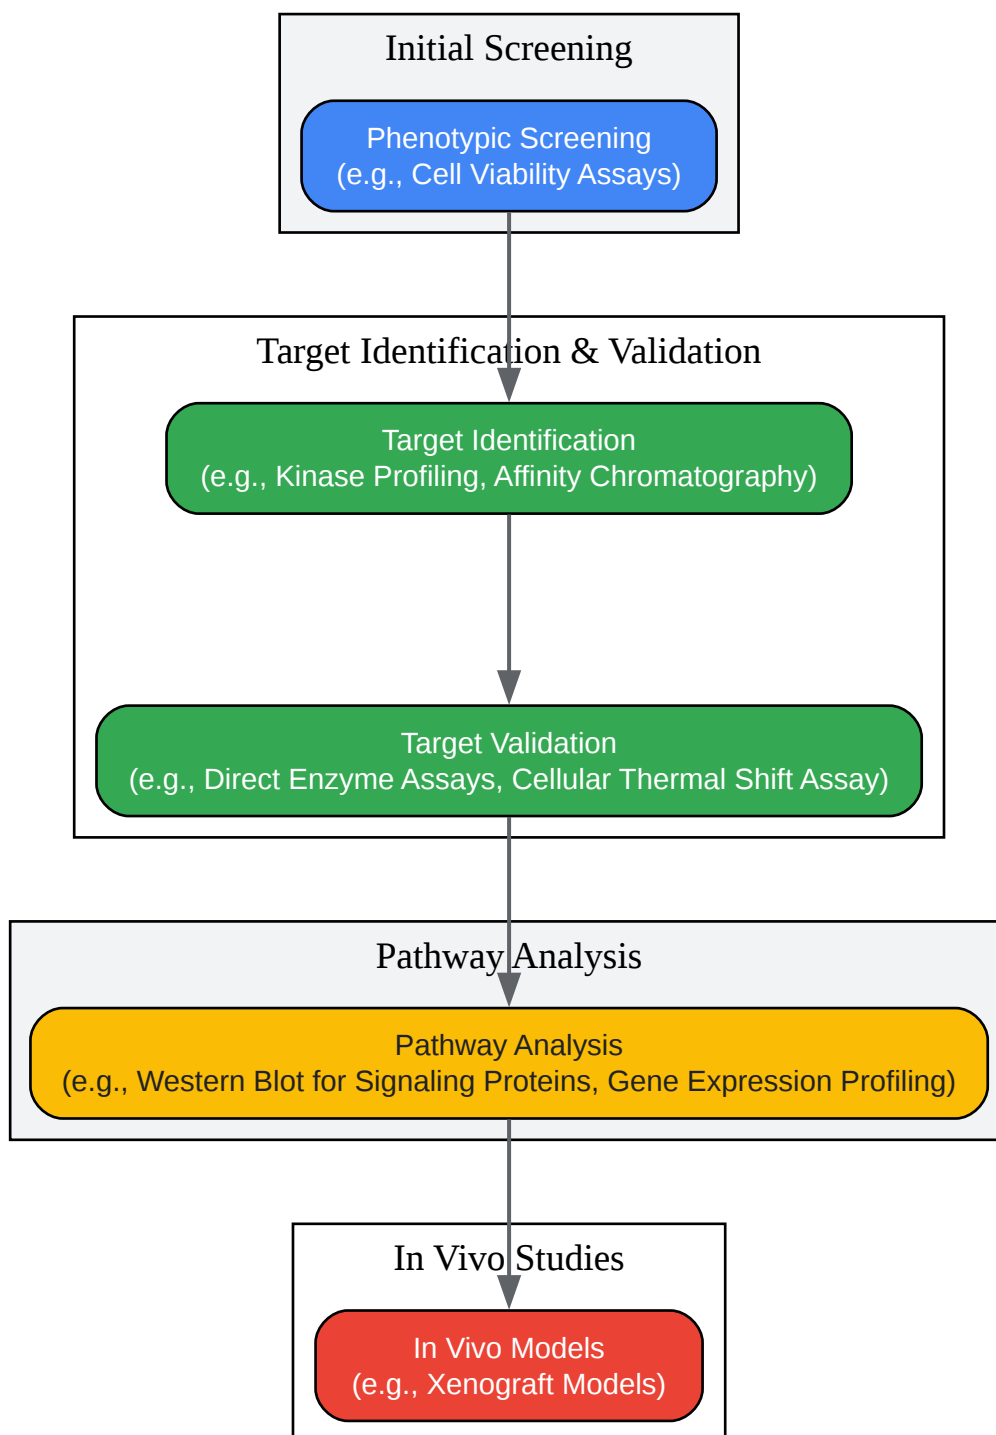 Initial Screening
Phenotypic Screening
(e.g., Cell Viability Assays)
Target Identification & Validation
Target Identification
(e.g., Kinase Profiling, Affinity Chromatography)
Target Validation
(e.g., Direct Enzyme Assays, Cellular Thermal Shift Assay)
Pathway Analysis
Pathway Analysis
(e.g., Western Blot for Signaling Proteins, Gene Expression Profiling)
In Vivo Studies
In Vivo Models
(e.g., Xenograft Models)